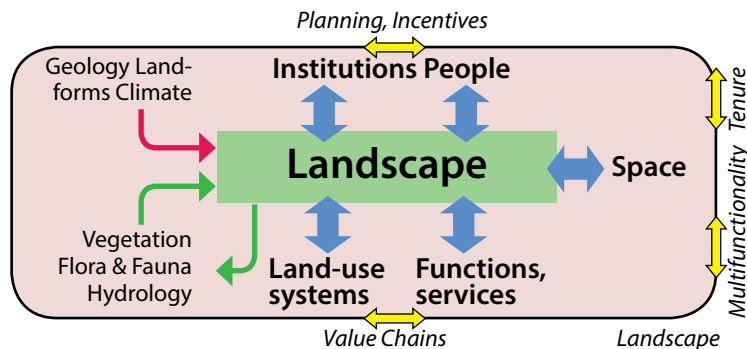 Planning, Incentives
Geology Land-
forms Climate
Institutions People
Tenure
Landscape
Space
Multifunctionality
Vegetation
Flora & Fauna
Hydrology
Land-use
systems
Functions,
services
Value Chains
Landscape